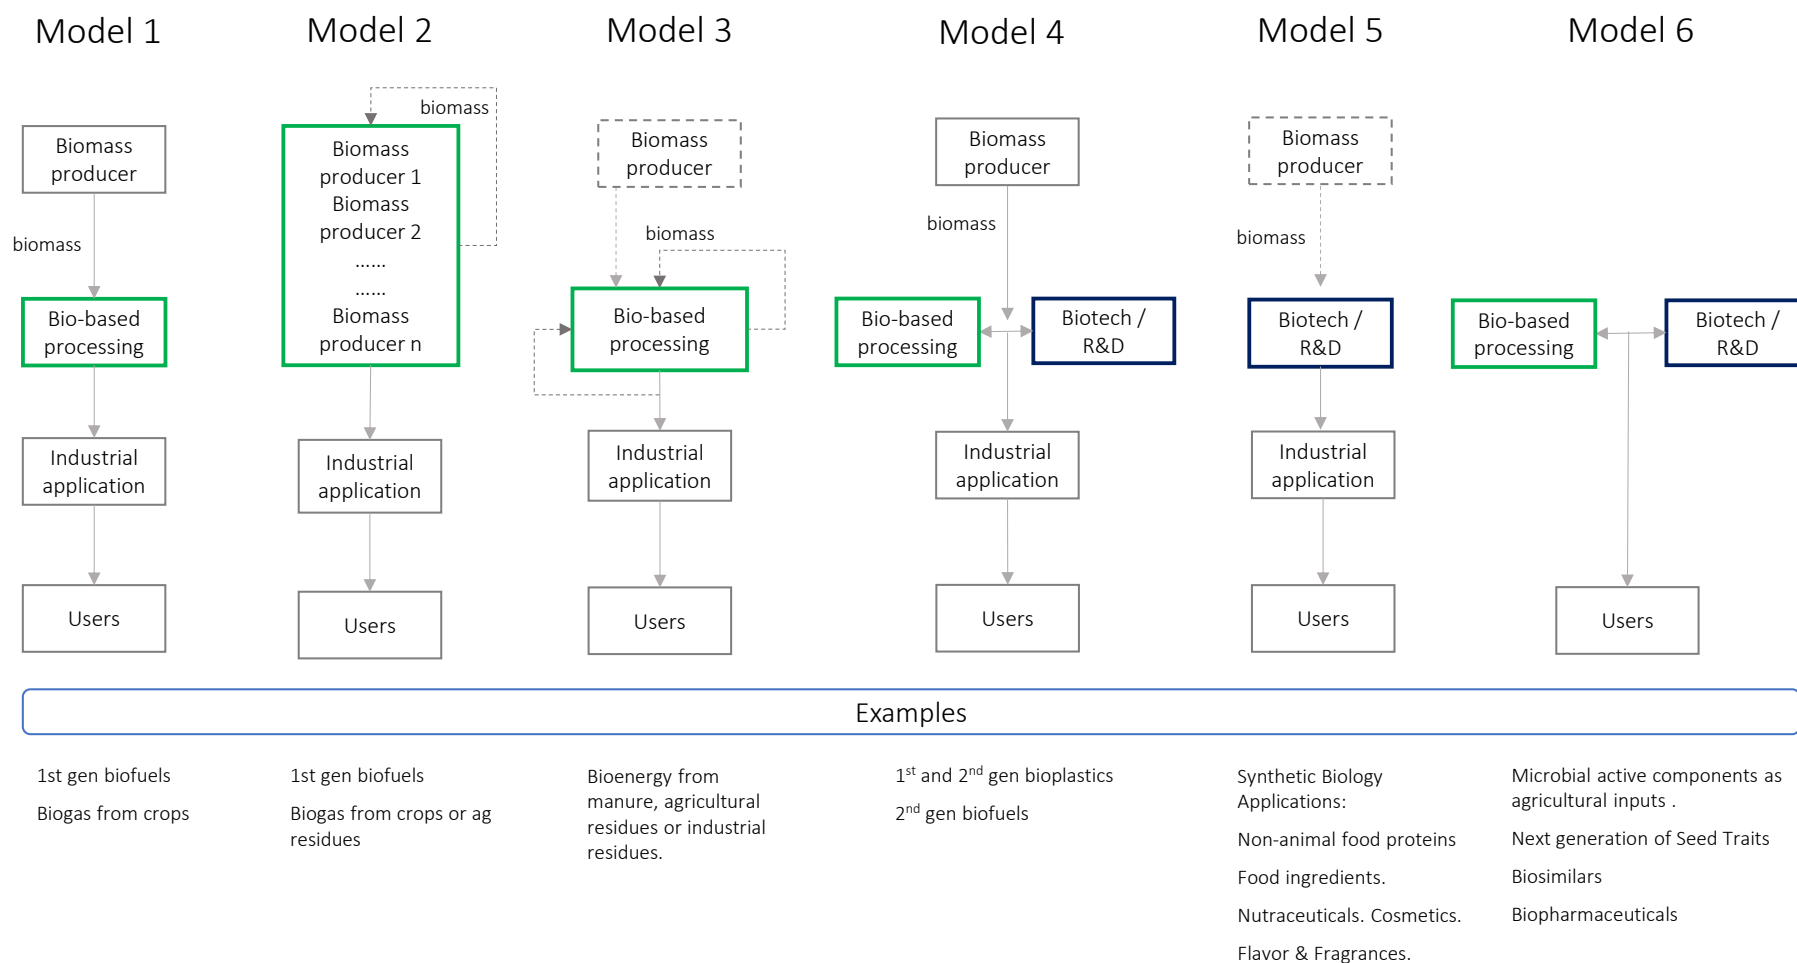 Model 1
Model 2
Model 3
Model 4
Model 5
Model 6
Biomass
producer
biomass
Bio-based
processing
Industrial
application
Users
biomass
Biomass
producer 1
Biomass
producer 2
......
......
Biomass
producer n
Industrial
application
Users
Biomass
producer
biomass
Bio-based
processing
Industrial
application
Users
Biomass
producer
biomass
Bio-based
processing
Biotech /
R&D
Industrial
application
Users
Biomass
producer
biomass
Biotech /
R&D
Industrial
application
Users
Bio-based
processing
Biotech /
R&D
Users
Examples
1st gen biofuels
Biogas from crops
1st gen biofuels
Biogas from crops or ag
residues
Bioenergy from
manure, agricultural
residues or industrial
residues.
1st and 2nd gen bioplastics
2nd gen biofuels
Synthetic Biology
Applications:
Non-animal food proteins
Food ingredients.
Nutraceuticals. Cosmetics.
Flavor & Fragrances.
Microbial active components as
agricultural inputs .
Next generation of Seed Traits
Biosimilars
Biopharmaceuticals